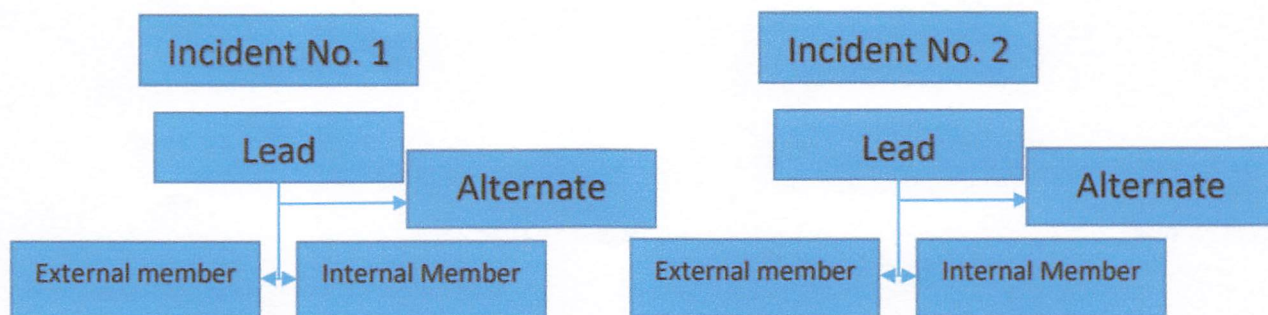 Incident No. 1
Lead
Alternate
External member
Internal Member
Incident No. 2
Lead
Alternate
External member
Internal Member